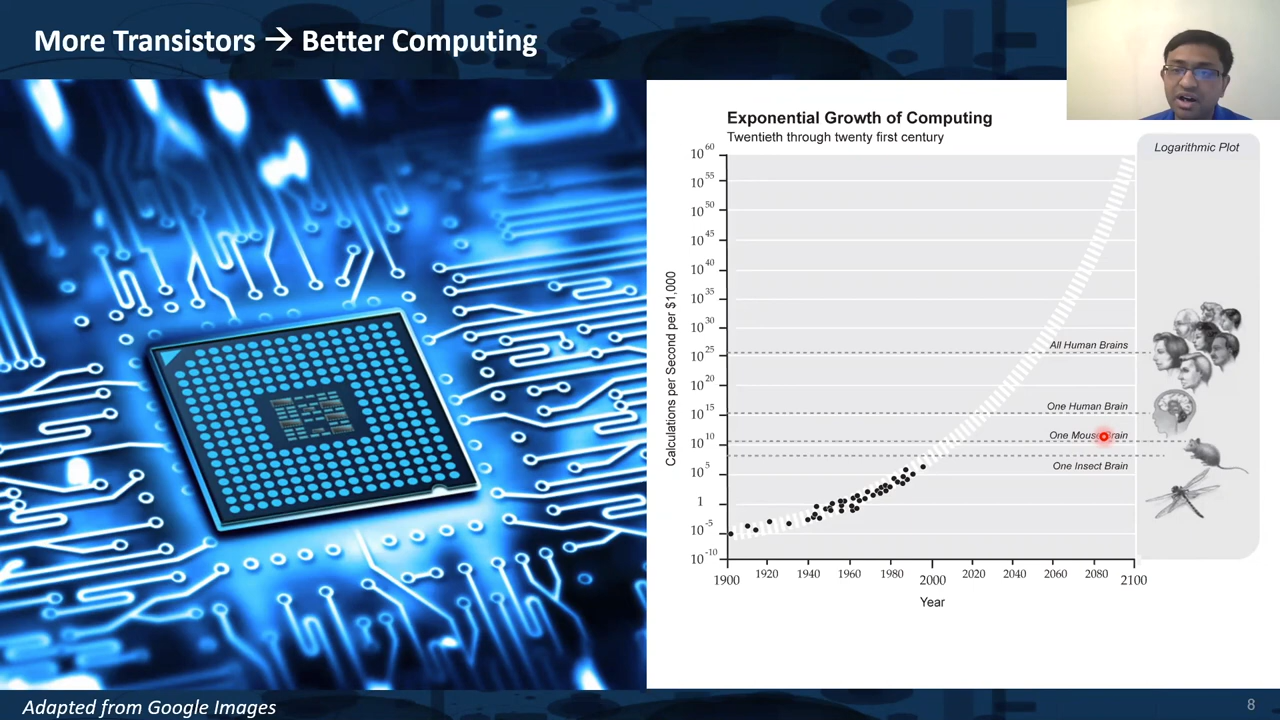 More Transistors → Better Computing
Exponential Growth of Computing
Twentieth through twenty first century
Logarithmic Plot
10^60
10^55
10^50
10^45
10^40
10^35
10^30
10^25
10^20
10^15
10^10
10^5
1
10^-5
10^-10
Calculations per Second per $1,000
All Human Brains
One Human Brain
One Mouse Brain
One Insect Brain
1900 1920 1940 1960 1980 2000 2020 2040 2060 2080 2100
Year
Adapted from Google Images
8